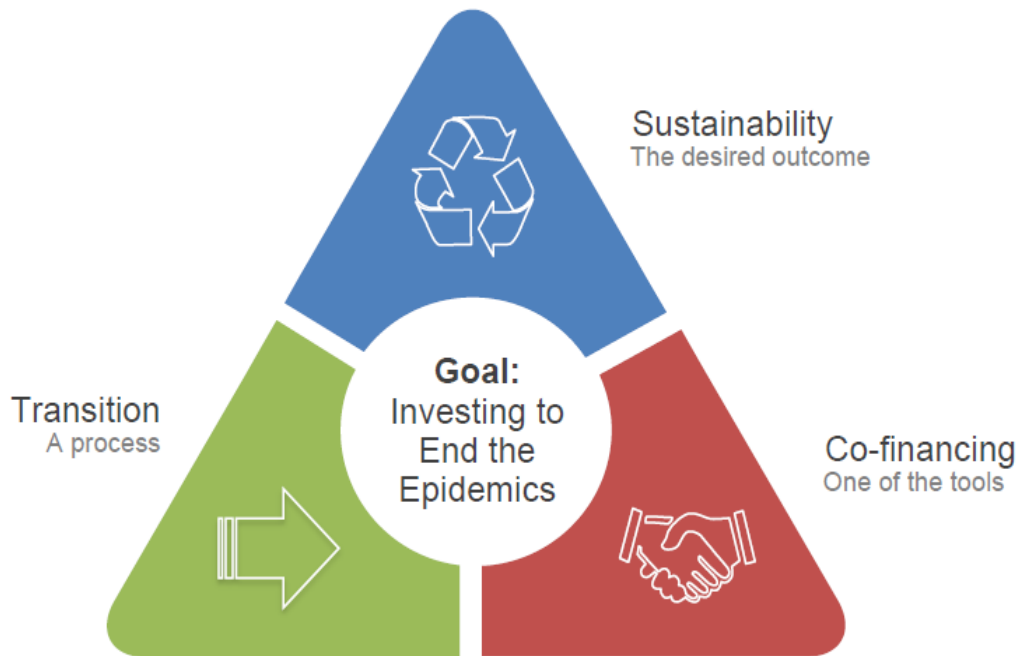 Sustainability
The desired outcome
Goal:
Investing to
End the
Epidemics
Transition
A process
Co-financing
One of the tools